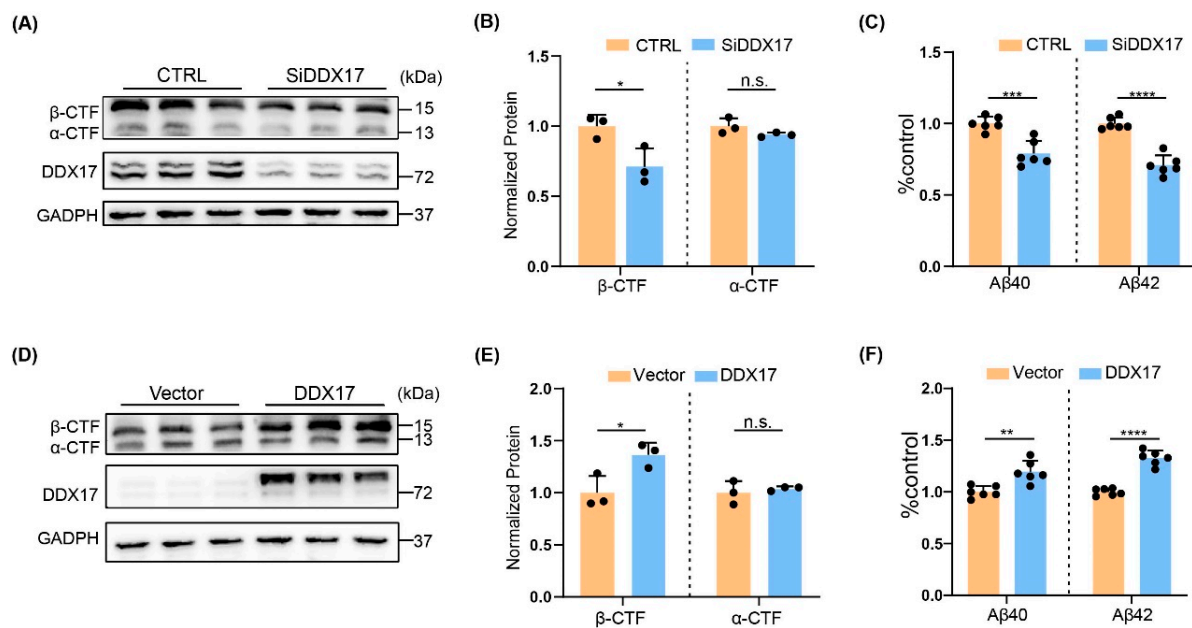 (A)
CTRL SiDDX17 (kDa)
β-CTF 15
α-CTF 13
DDX17 72
GADPH 37
(B)
CTRL SiDDX17
Normalized Protein
1.5
1.0
0.5
0.0
* n.s.
β-CTF α-CTF
(C)
CTRL SiDDX17
%control
1.5
1.0
0.5
0.0
*** ****
Aβ40 Aβ42
(D)
Vector DDX17 (kDa)
β-CTF 15
α-CTF 13
DDX17 72
GADPH 37
(E)
Vector DDX17
Normalized Protein
2.0
1.5
1.0
0.5
0.0
* n.s.
β-CTF α-CTF
(F)
Vector DDX17
%control
2.0
1.5
1.0
0.5
0.0
** ****
Aβ40 Aβ42